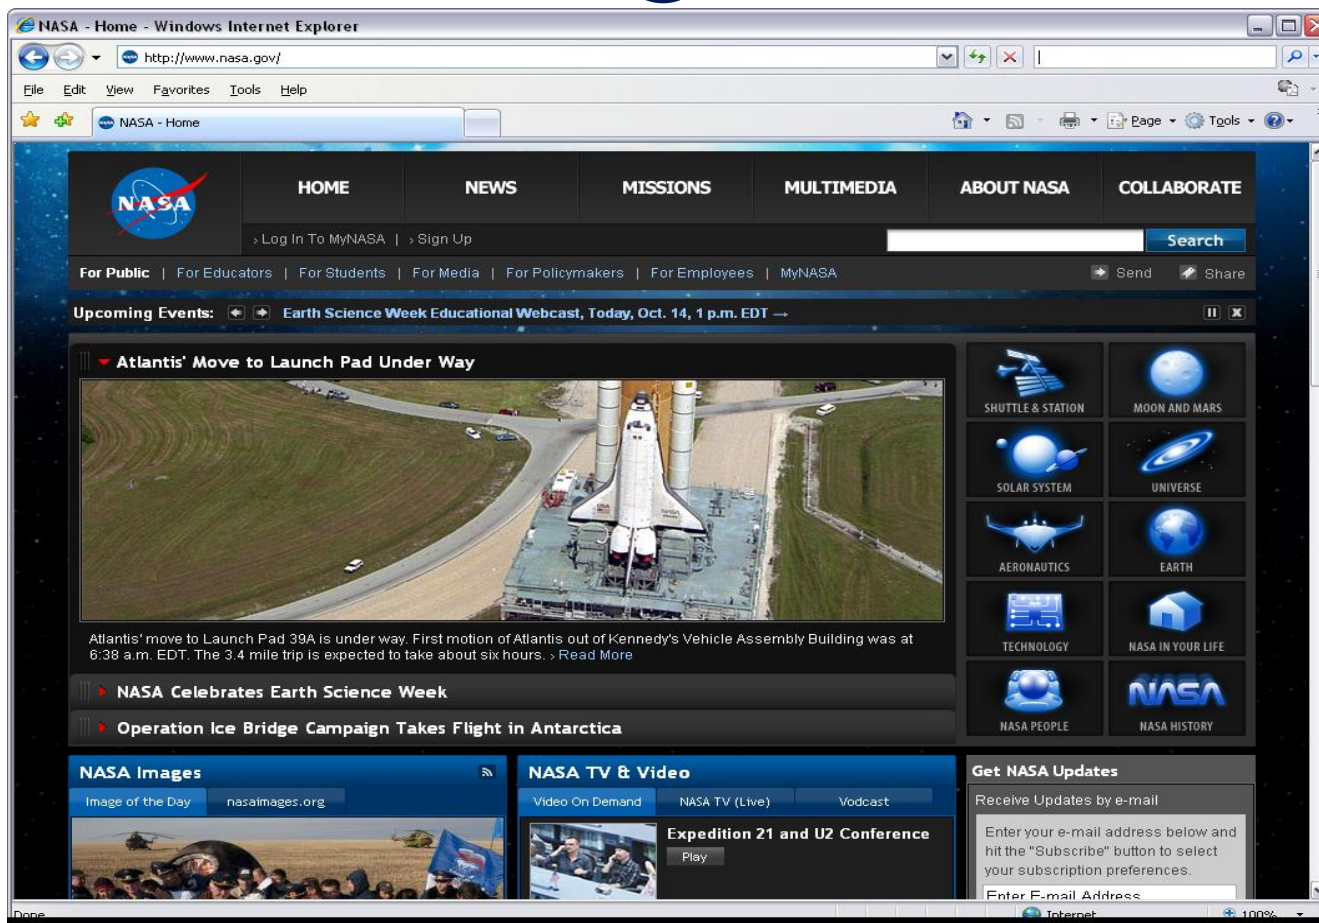 NASA - Home - Windows Internet Explorer
http://www.nasa.gov/
File Edit View Favorites Tools Help
NASA - Home
Page Tools
NASA
HOME NEWS MISSIONS MULTIMEDIA ABOUT NASA COLLABORATE
› Log In To MyNASA | › Sign Up
Search
For Public | For Educators | For Students | For Media | For Policymakers | For Employees | MyNASA
Send Share
Upcoming Events: Earth Science Week Educational Webcast, Today, Oct. 14, 1 p.m. EDT →
Atlantis' Move to Launch Pad Under Way
Atlantis' move to Launch Pad 39A is under way. First motion of Atlantis out of Kennedy's Vehicle Assembly Building was at
6:38 a.m. EDT. The 3.4 mile trip is expected to take about six hours. › Read More
NASA Celebrates Earth Science Week
Operation Ice Bridge Campaign Takes Flight in Antarctica
SHUTTLE & STATION MOON AND MARS
SOLAR SYSTEM UNIVERSE
AERONAUTICS EARTH
TECHNOLOGY NASA IN YOUR LIFE
NASA PEOPLE NASA HISTORY
NASA Images
Image of the Day nasaimages.org
NASA TV & Video
Video On Demand NASA TV (Live) Vodcast
Expedition 21 and U2 Conference
Play
Get NASA Updates
Receive Updates by e-mail
Enter your e-mail address below and
hit the "Subscribe" button to select
your subscription preferences.
Enter E-mail Address
Done Internet 100%